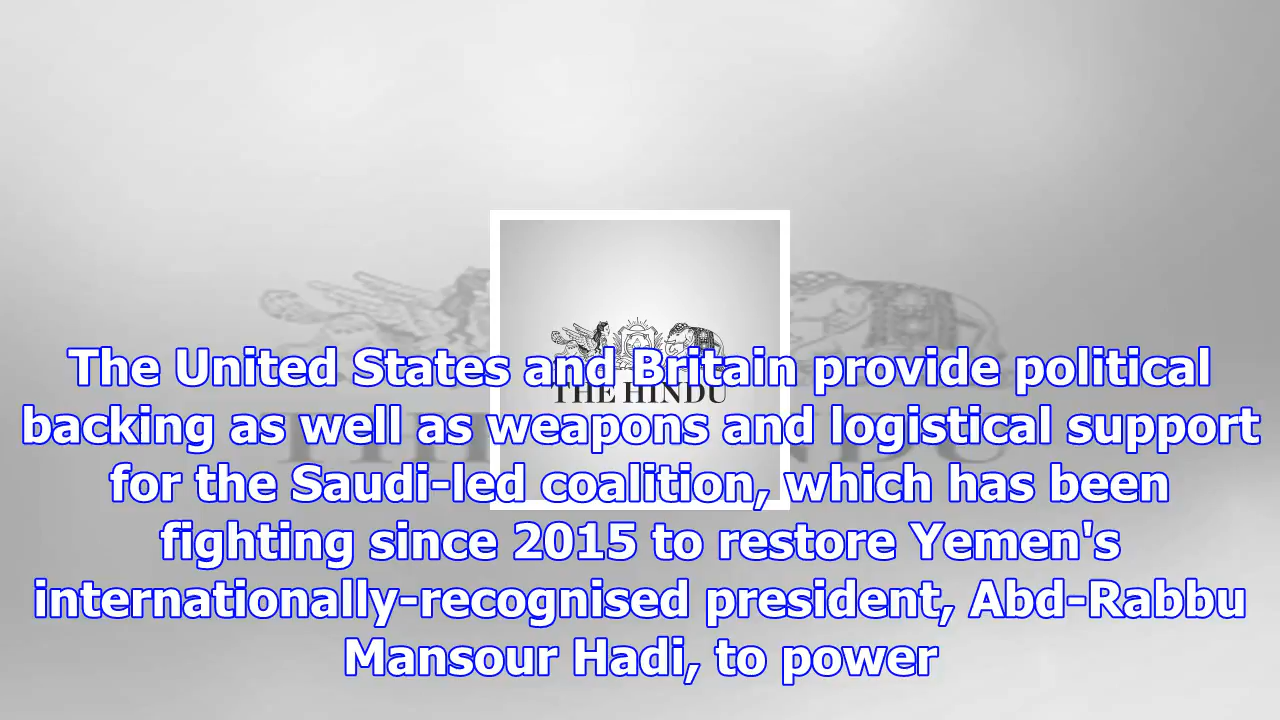 THE HINDU
The United States and Britain provide political
backing as well as weapons and logistical support
for the Saudi-led coalition, which has been
fighting since 2015 to restore Yemen's
internationally-recognised president, Abd-Rabbu
Mansour Hadi, to power